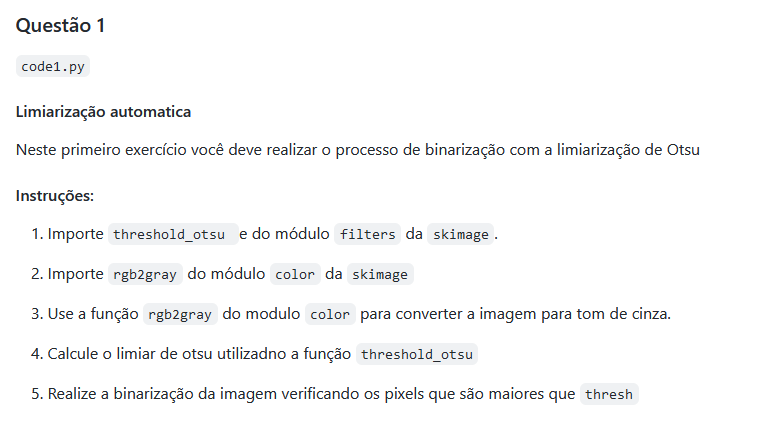 Questão 1
code1.py
Limiarização automatica
Neste primeiro exercício você deve realizar o processo de binarização com a limiarização de Otsu
Instruções:
1. Importe threshold_otsu e do módulo filters da skimage.
2. Importe rgb2gray do módulo color da skimage
3. Use a função rgb2gray do modulo color para converter a imagem para tom de cinza.
4. Calcule o limiar de otsu utilizadno a função threshold_otsu
5. Realize a binarização da imagem verificando os pixels que são maiores que thresh